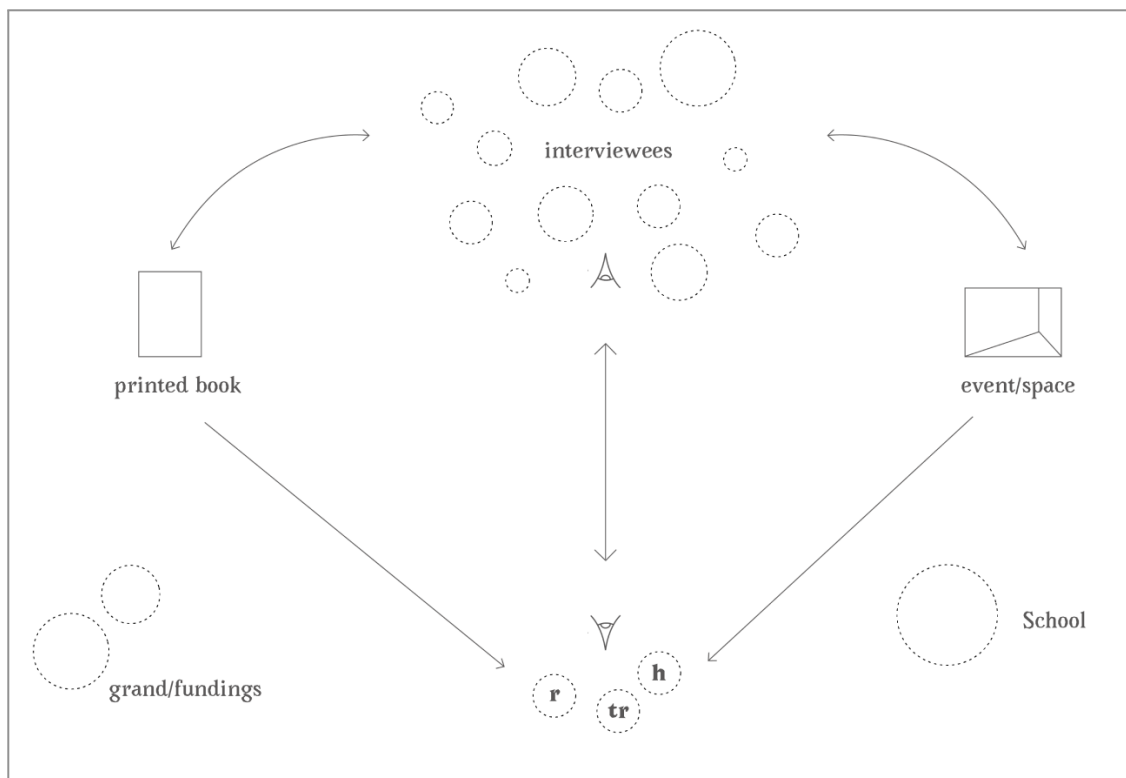 interviewees
printed book
event/space
School
grand/fundings
h
r
tr